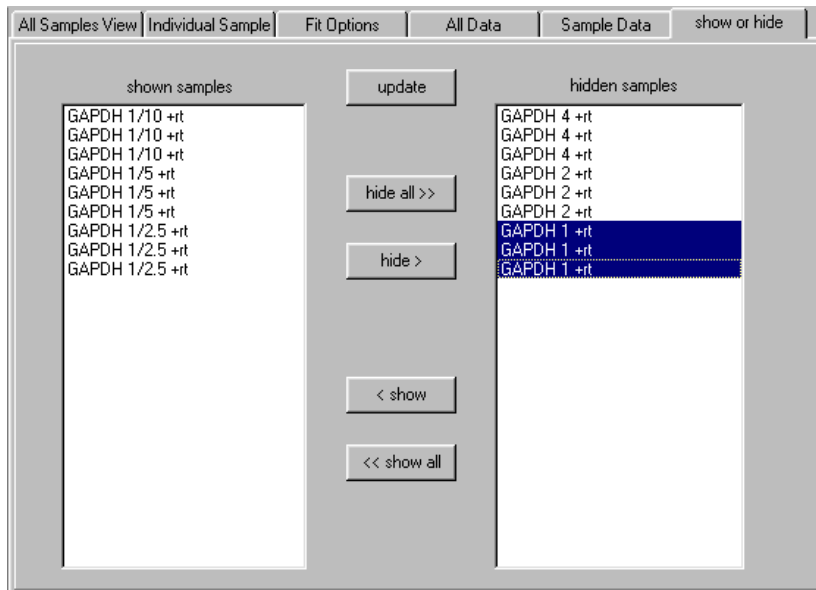 All Samples View Individual Sample Fit Options All Data Sample Data show or hide
shown samples
GAPDH 1/10 +rt
GAPDH 1/10 +rt
GAPDH 1/10 +rt
GAPDH 1/5 +rt
GAPDH 1/5 +rt
GAPDH 1/5 +rt
GAPDH 1/2.5 +rt
GAPDH 1/2.5 +rt
GAPDH 1/2.5 +rt
update
hide all >>
hide >
< show
<< show all
hidden samples
GAPDH 4 +rt
GAPDH 4 +rt
GAPDH 4 +rt
GAPDH 2 +rt
GAPDH 2 +rt
GAPDH 2 +rt
GAPDH 1 +rt
GAPDH 1 +rt
GAPDH 1 +rt